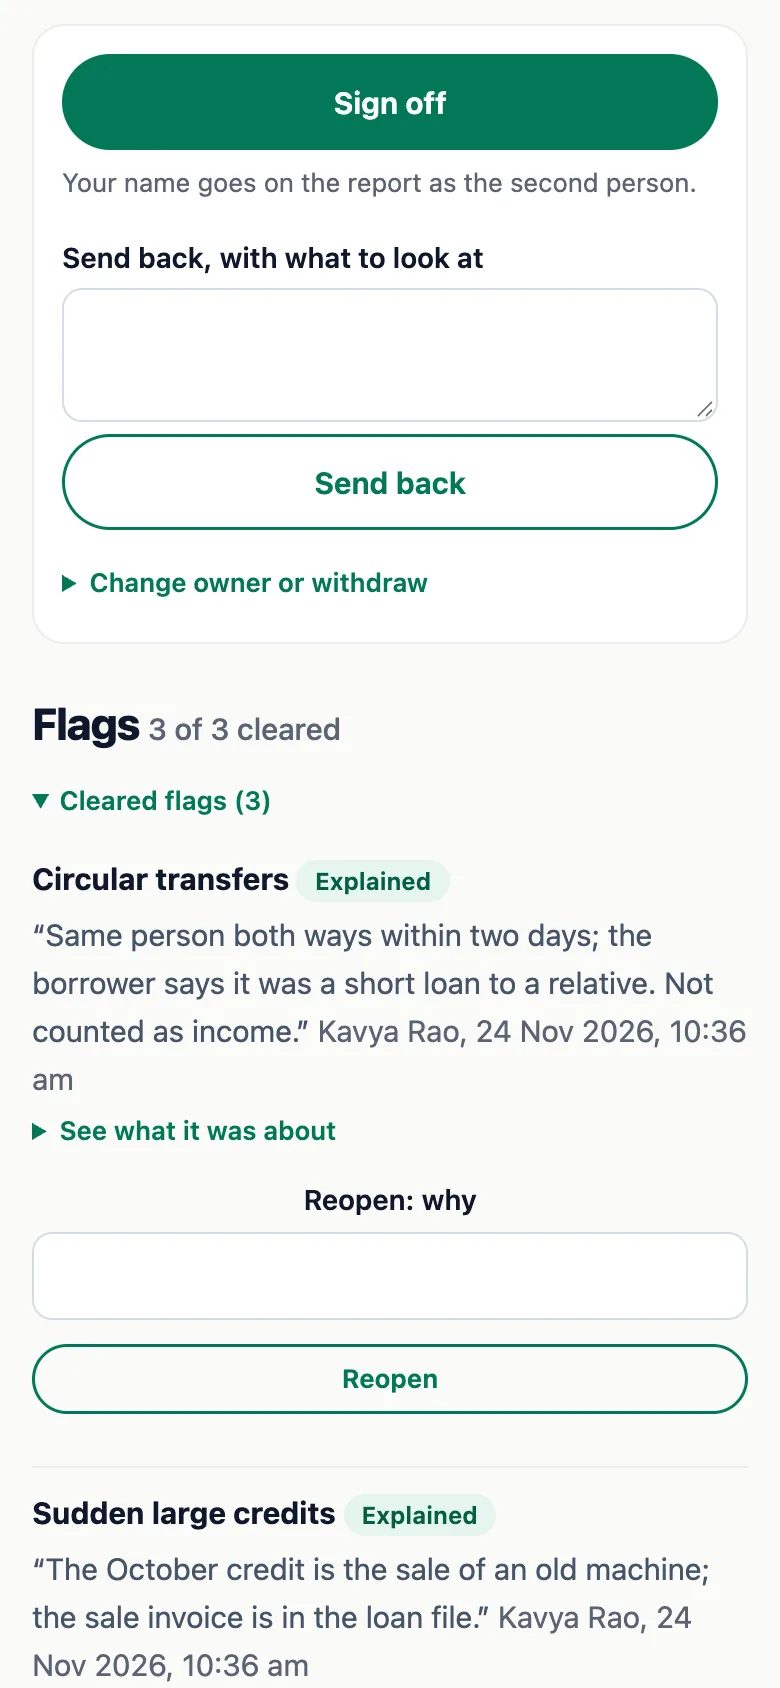 Sign off
Your name goes on the report as the second person.
Send back, with what to look at
Send back
Change owner or withdraw
Flags 3 of 3 cleared
Cleared flags (3)
Circular transfers Explained
“Same person both ways within two days; the
borrower says it was a short loan to a relative. Not
counted as income.” Kavya Rao, 24 Nov 2026, 10:36
am
See what it was about
Reopen: why
Reopen
Sudden large credits Explained
“The October credit is the sale of an old machine;
the sale invoice is in the loan file.” Kavya Rao, 24
Nov 2026, 10:36 am